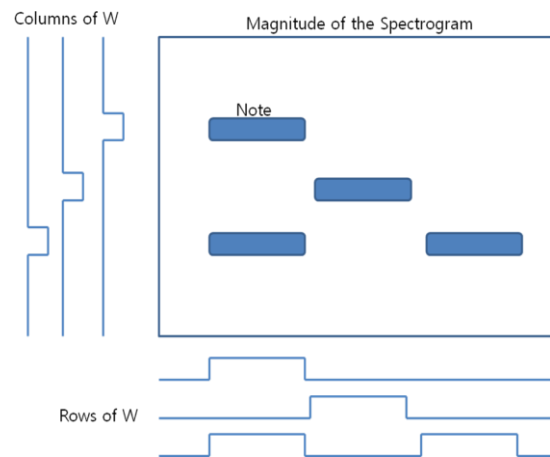 Columns of W
Magnitude of the Spectrogram
Note
Rows of W